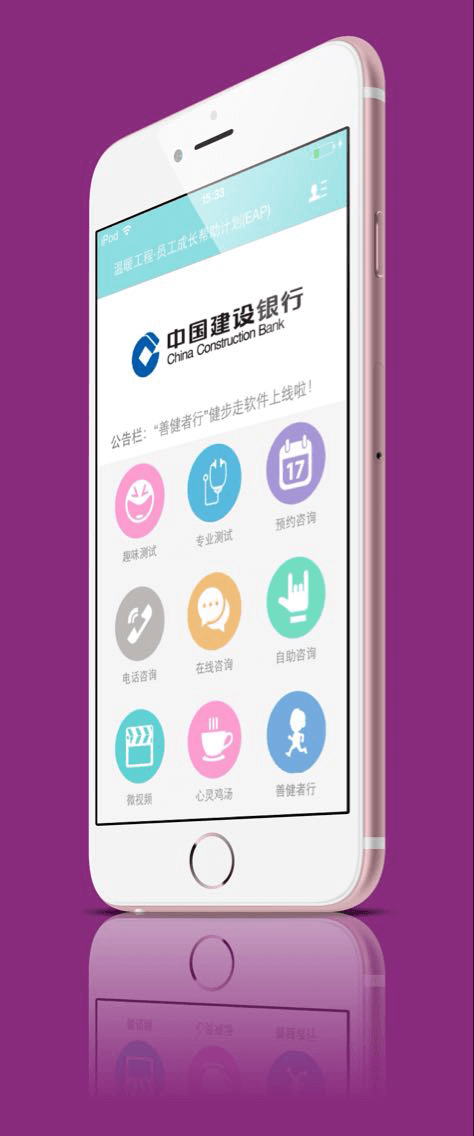 iPod 15:33
温暖工程·员工成长帮助计划(EAP)
中国建设银行
China Construction Bank
公告栏：“善健者行”健步走软件上线啦！
17
趣味测试 专业测试 预约咨询
电话咨询 在线咨询 自助咨询
微视频 心灵鸡汤 善健者行